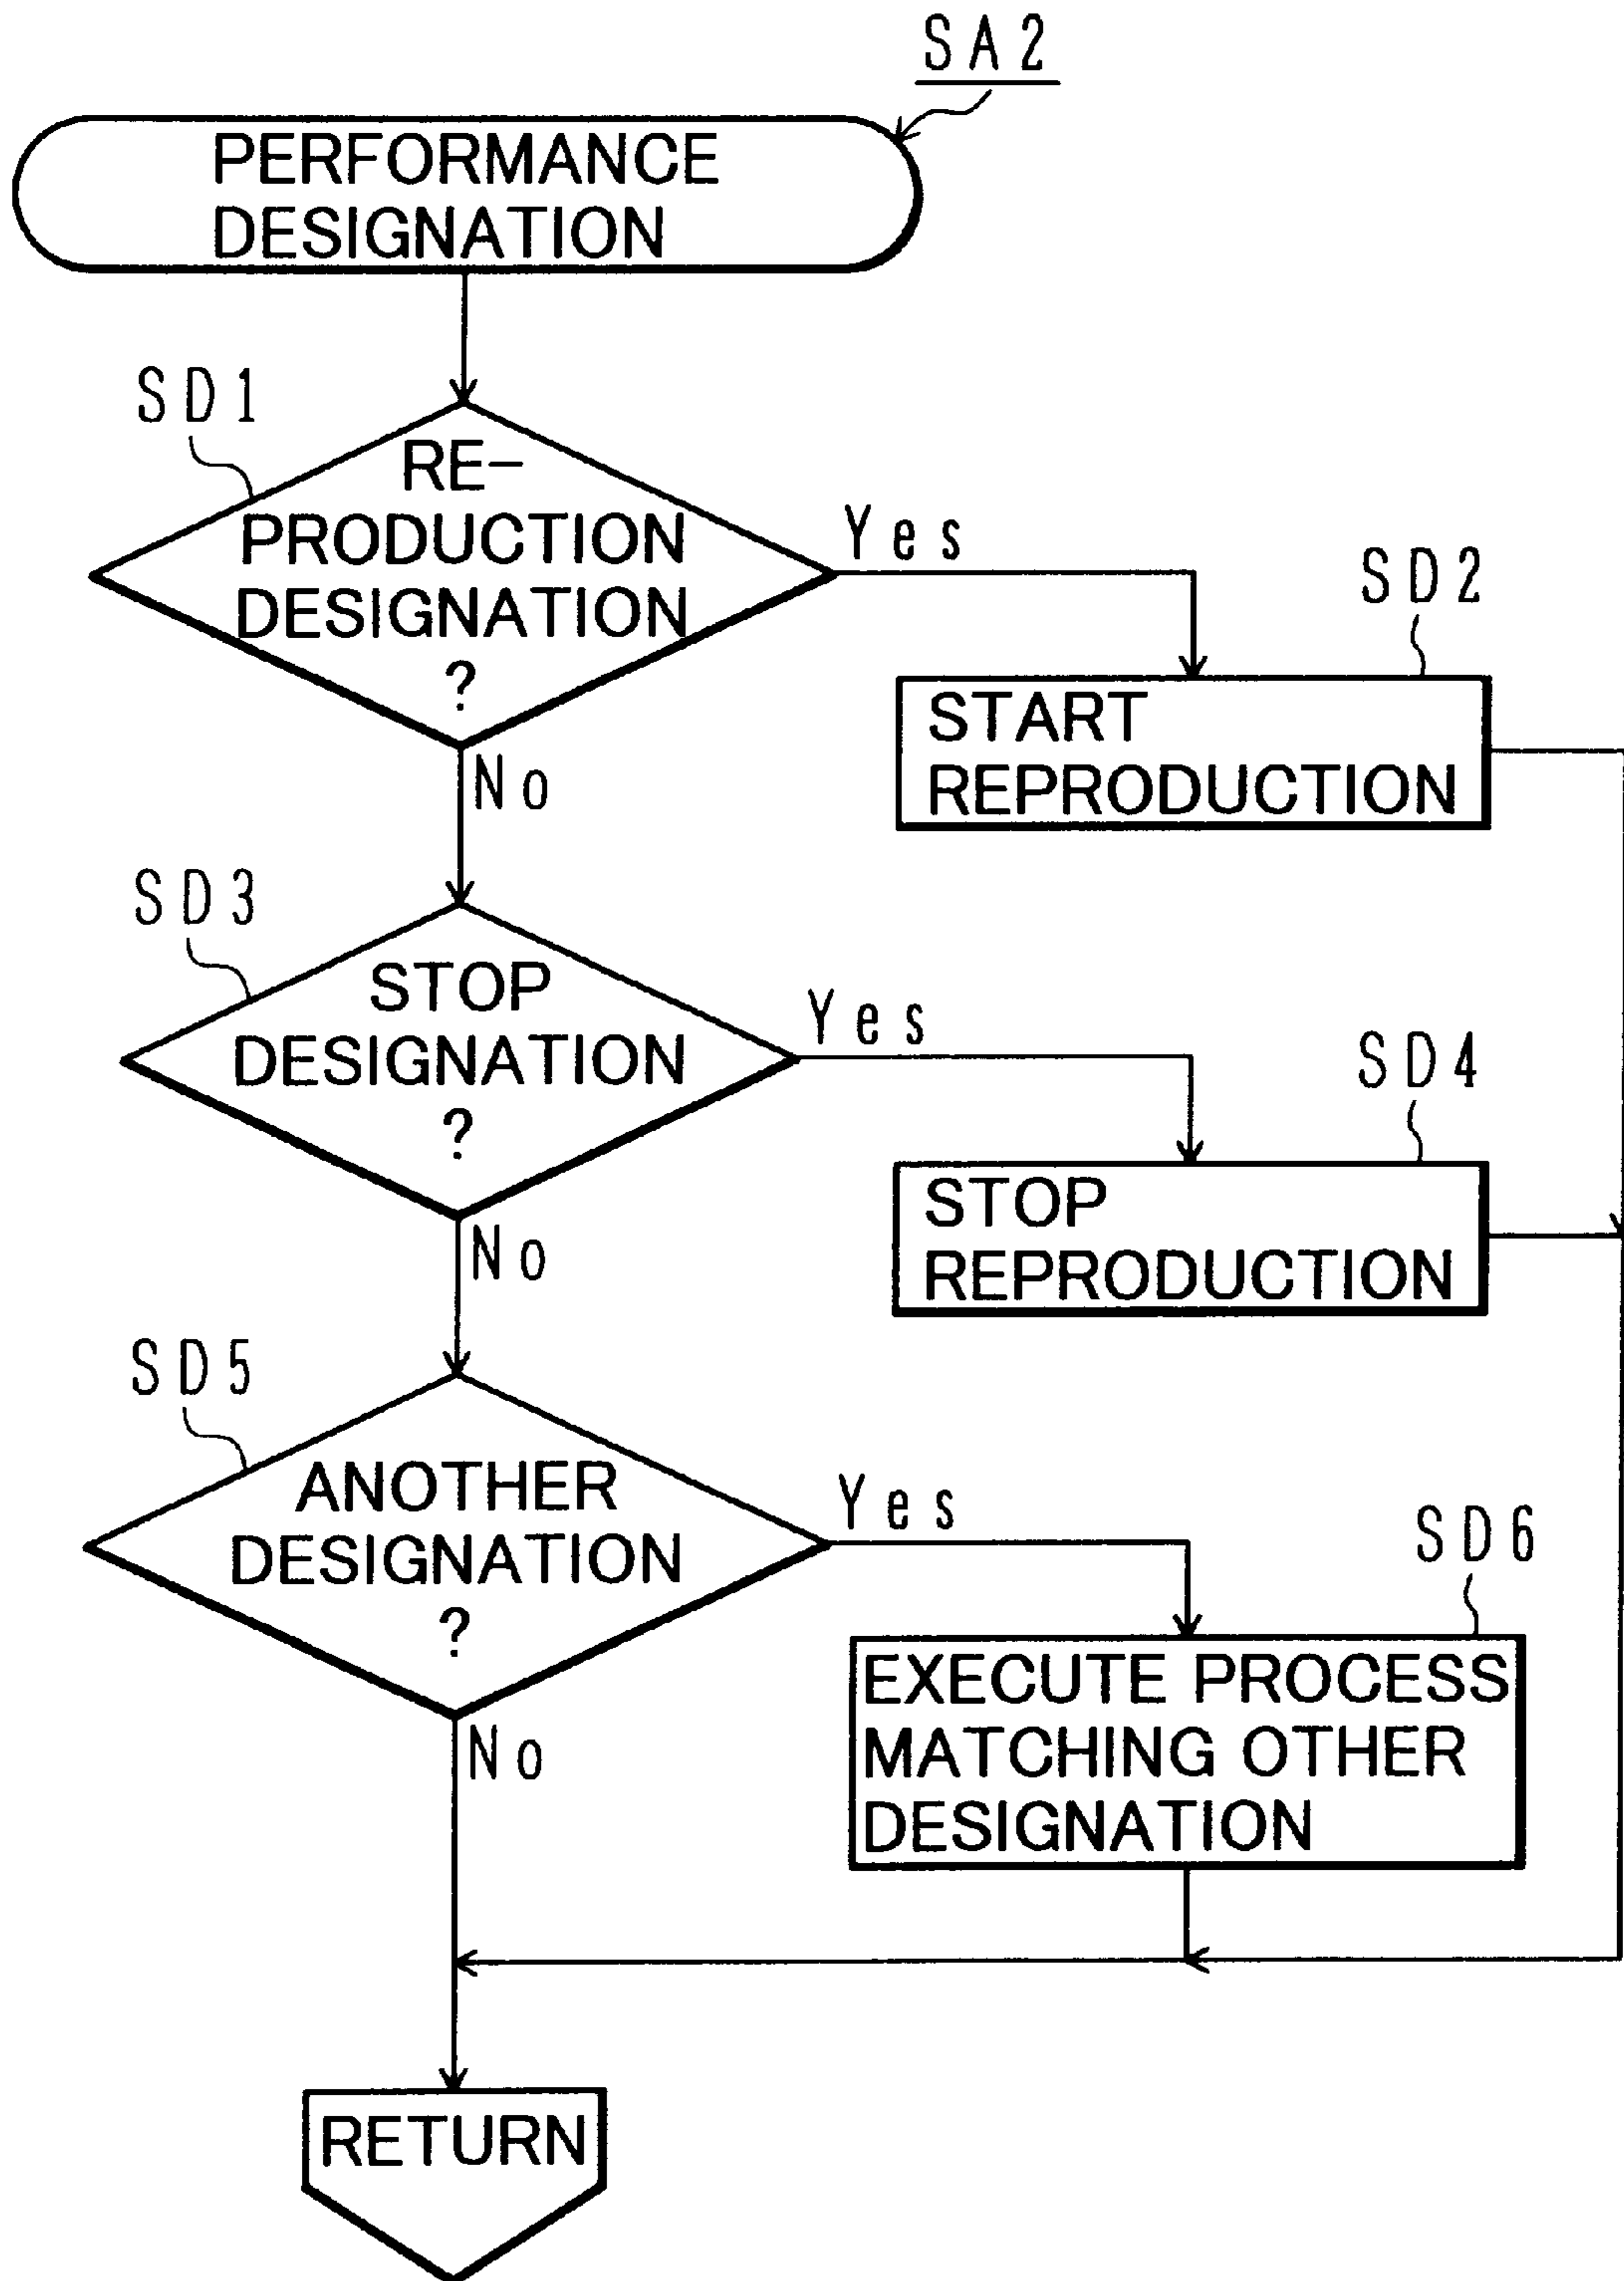 SA2
PERFORMANCE
DESIGNATION
SD1
RE-
PRODUCTION
DESIGNATION
?
Yes
SD2
START
REPRODUCTION
No
SD3
STOP
DESIGNATION
?
Yes
SD4
STOP
REPRODUCTION
No
SD5
ANOTHER
DESIGNATION
?
Yes
SD6
EXECUTE PROCESS
MATCHING OTHER
DESIGNATION
No
RETURN